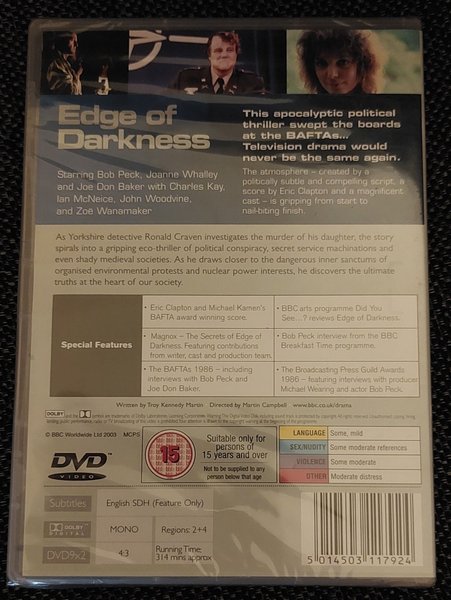 Edge of
Darkness
Starring Bob Peck, Joanne Whalley
and Joe Don Baker with Charles Kay,
Ian McNeice, John Woodvine,
and Zoe Wanamaker
This apocalyptic political
thriller swept the boards
at the BAFTAs...
Television drama would
never be the same again.
The atmosphere – created by a
politically subtle and compelling script, a
score by Eric Clapton and a magnificent
cast – is gripping from start to
nail-biting finish.
As Yorkshire detective Ronald Craven investigates the murder of his daughter, the story
spirals into a gripping eco-thriller of political conspiracy, secret service machinations and
even shady medieval societies. As he draws closer to the dangerous inner sanctums of
organised environmental protests and nuclear power interests, he discovers the ultimate
truths at the heart of our society.
Special Features
• Eric Clapton and Michael Kamen's
BAFTA award winning score.
• Magnox – The Secrets of Edge of
Darkness. Featuring contributions
from writer, cast and production team.
• The BAFTAs 1986 – including
interviews with Bob Peck and
Joe Don Baker.
• BBC arts programme Did You
See...? reviews Edge of Darkness.
• Bob Peck interview from the BBC
Breakfast Time programme.
• The Broadcasting Press Guild Awards
1986 – featuring interviews with producer
Michael Wearing and actor Bob Peck.
Written by Troy Kennedy Martin
Directed by Martin Campbell
www.bbc.co.uk/drama
© BBC Worldwide Ltd 2003
MCPS
DVD
VIDEO
15
Suitable only for
persons of
15 years and over
Not to be supplied to any
person below that age
LANGUAGE Some, mild
SEX/NUDITY Some, moderate references
VIOLENCE Some, moderate
OTHER Moderate distress
Subtitles English SDH (Feature Only)
DOLBY
DIGITAL
MONO
Regions: 2+4
DVD9x2
4:3
Running Time:
314 mins approx
5 014503 117924